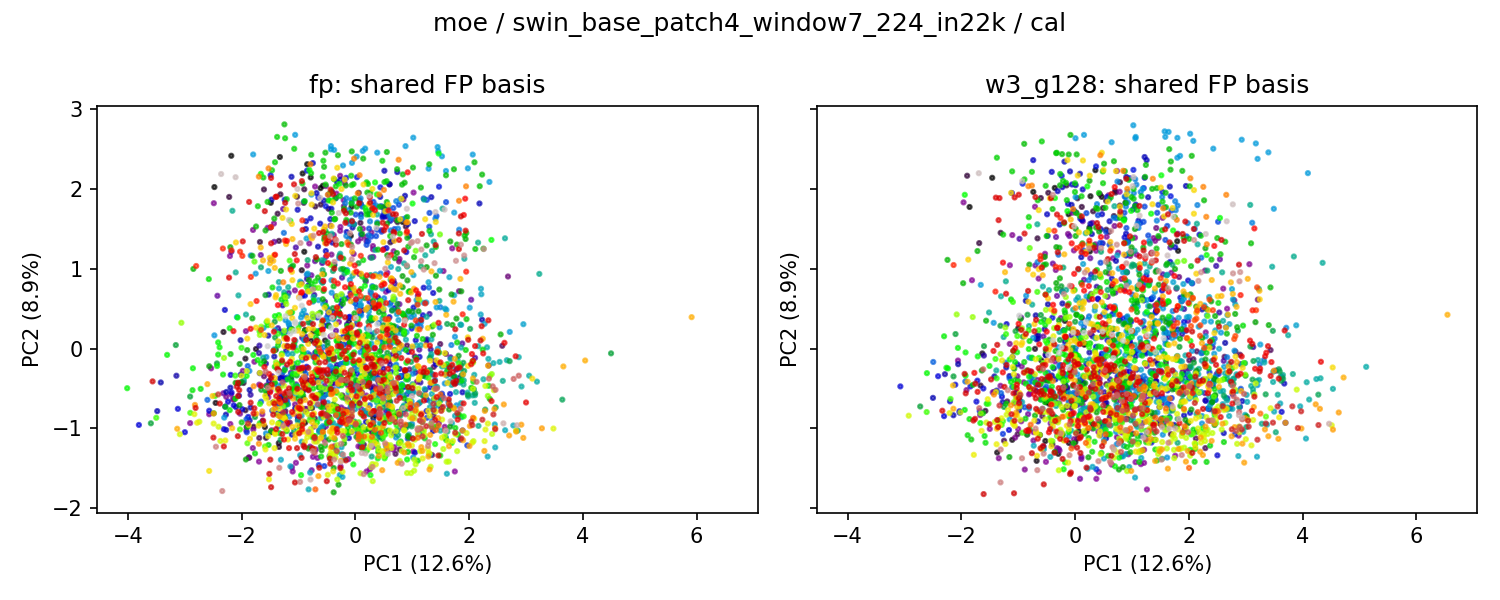 moe / swin_base_patch4_window7_224_in22k / cal
fp: shared FP basis
w3_g128: shared FP basis
3
2
1
0
−1
−2
PC2 (8.9%)
PC2 (8.9%)
−4
−2
0
2
4
6
−4
−2
0
2
4
6
PC1 (12.6%)
PC1 (12.6%)